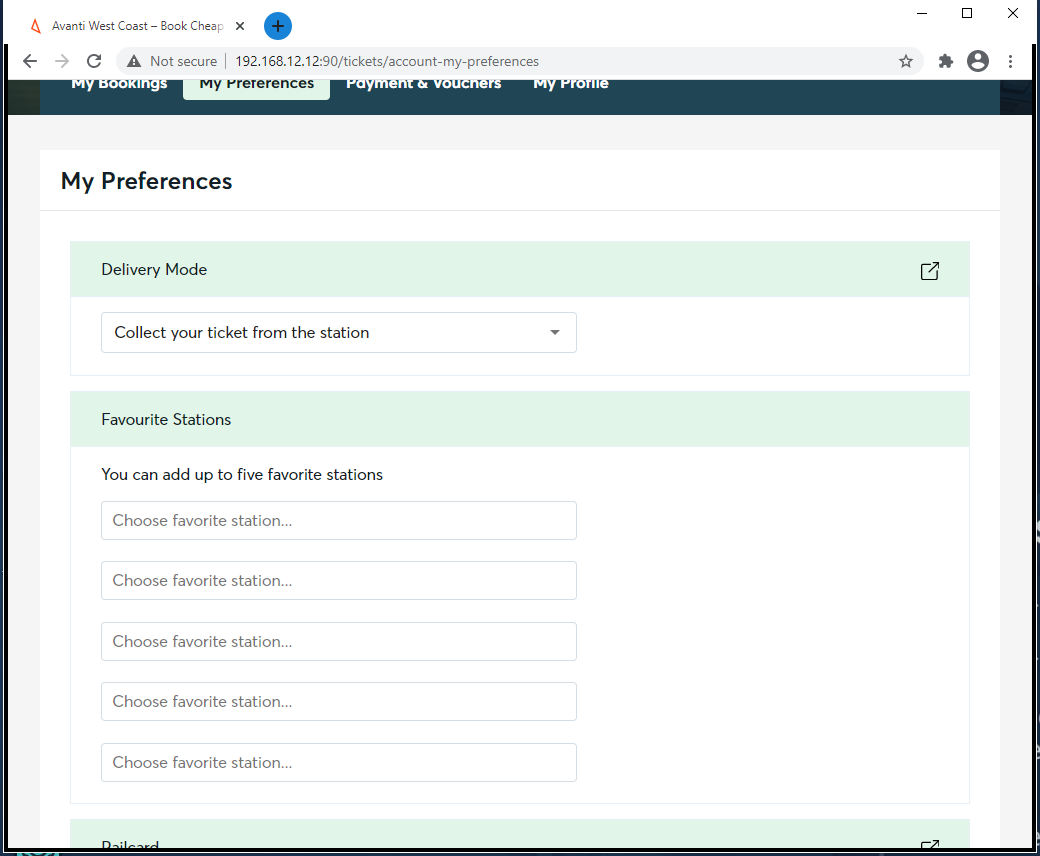 Avanti West Coast – Book Cheap
Not secure | 192.168.12.12:90/tickets/account-my-preferences
My Bookings My Preferences Payment & Vouchers My Profile
My Preferences
Delivery Mode
Collect your ticket from the station
Favourite Stations
You can add up to five favorite stations
Choose favorite station...
Choose favorite station...
Choose favorite station...
Choose favorite station...
Choose favorite station...
Railcard